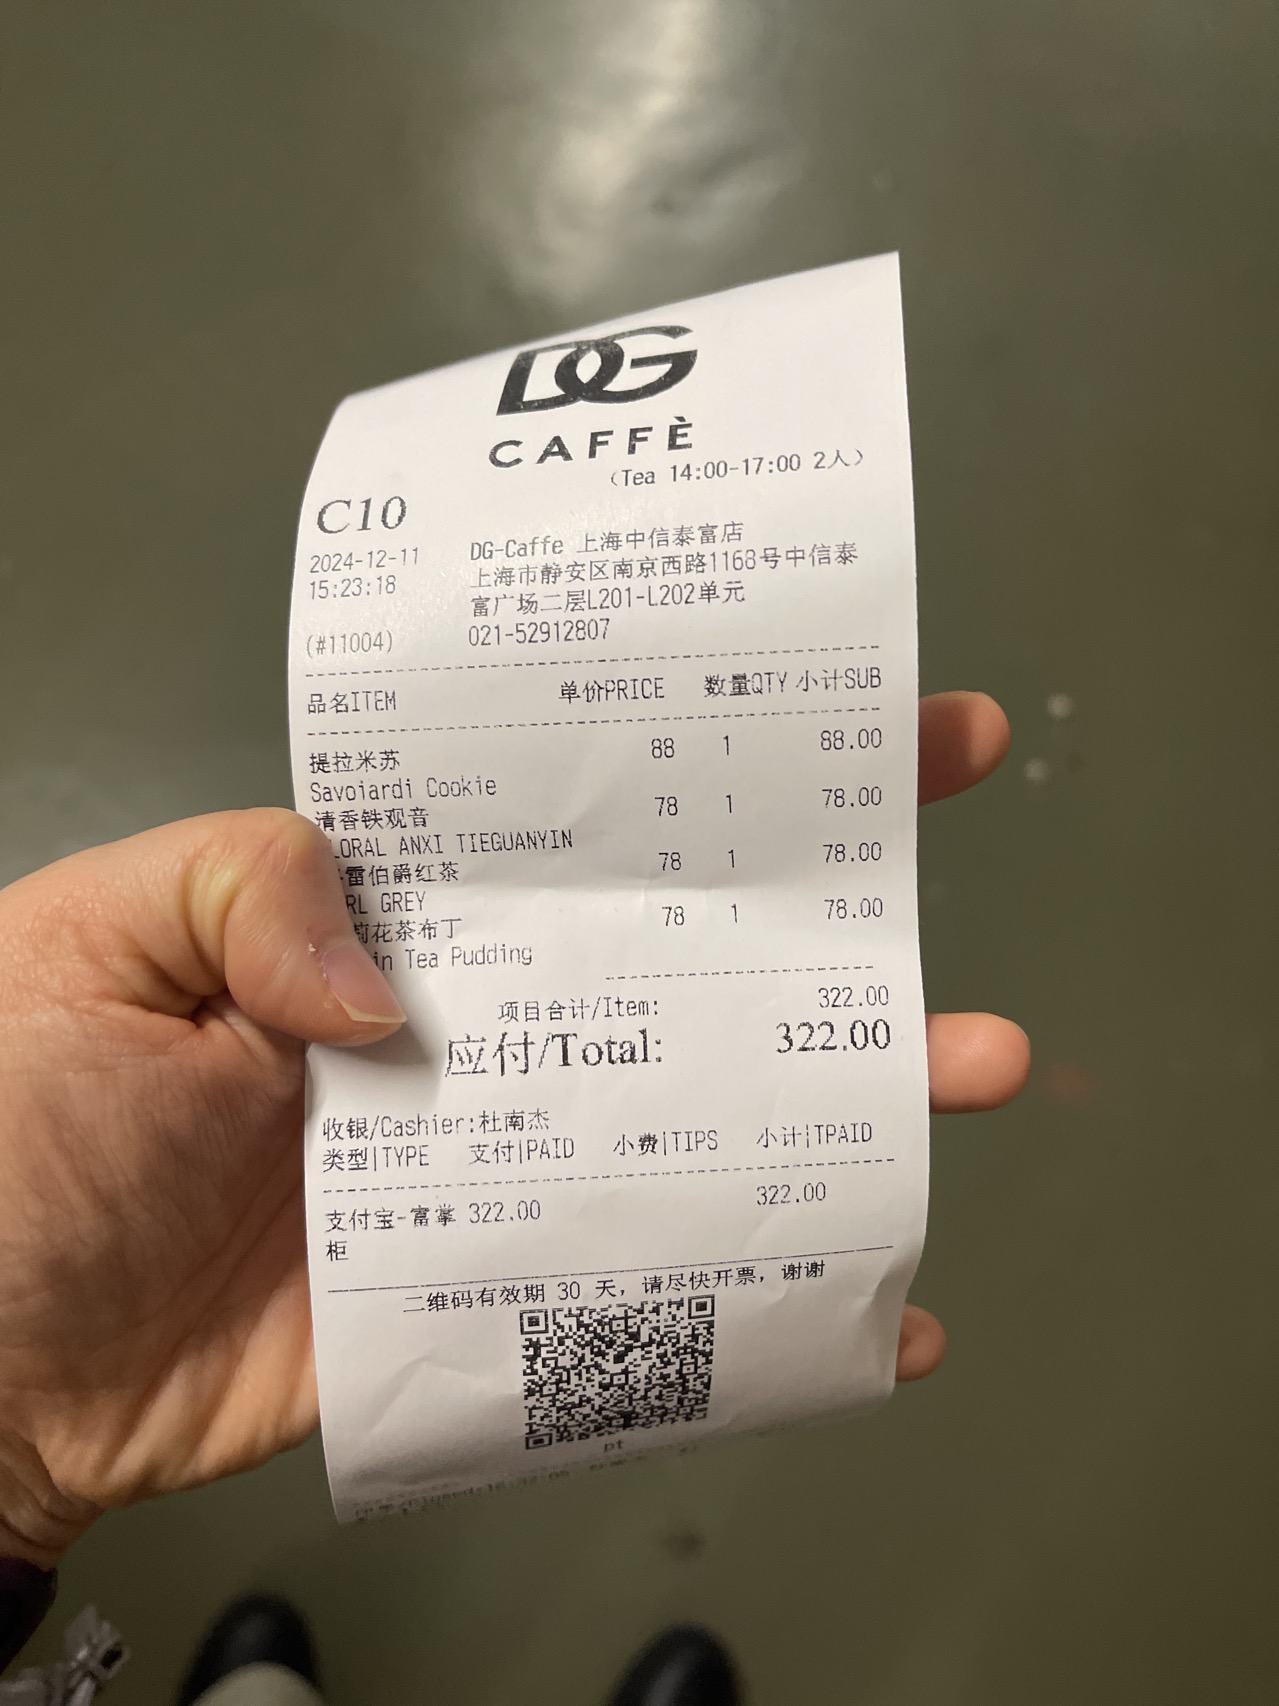 DG
CAFFÈ
(Tea 14:00-17:00 2人)
C10
2024-12-11
15:23:18
(#11004)
DG-Caffe 上海中信泰富店
上海市静安区南京西路1168号中信泰
富广场二层L201-L202单元
021-52912807
品名ITEM 单价PRICE 数量QTY 小计SUB
提拉米苏 88 1 88.00
Savoiardi Cookie
清香铁观音 78 1 78.00
LORAL ANXI TIEGUANYIN
雷伯爵红茶 78 1 78.00
RL GREY
莉花茶布丁 78 1 78.00
in Tea Pudding
项目合计/Item: 322.00
应付/Total: 322.00
收银/Cashier:杜南杰
类型|TYPE 支付|PAID 小费|TIPS 小计|TPAID
支付宝-富掌 322.00 322.00
柜
二维码有效期 30 天，请尽快开票，谢谢
pt